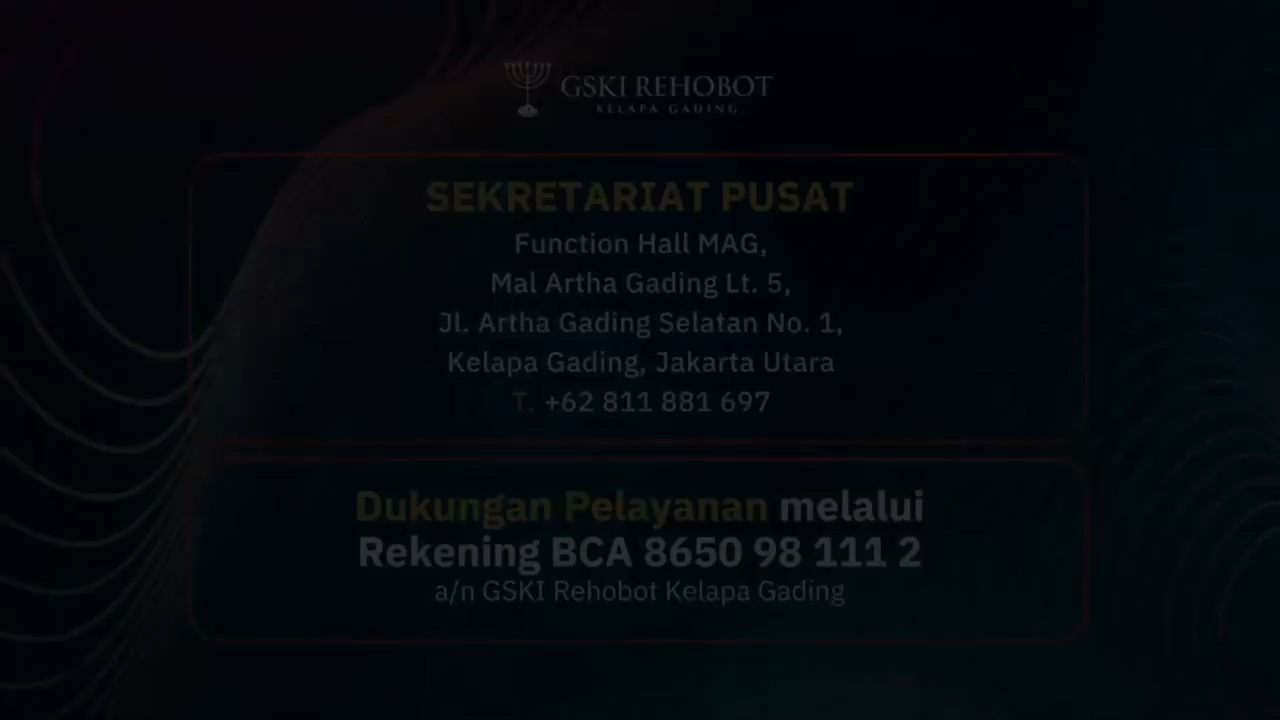 GSKI REHOBOT
KELAPA GADING
SEKRETARIAT PUSAT
Function Hall MAG,
Mal Artha Gading Lt. 5,
Jl. Artha Gading Selatan No. 1,
Kelapa Gading, Jakarta Utara
T. +62 811 881 697
Dukungan Pelayanan melalui
Rekening BCA 8650 98 111 2
a/n GSKI Rehobot Kelapa Gading